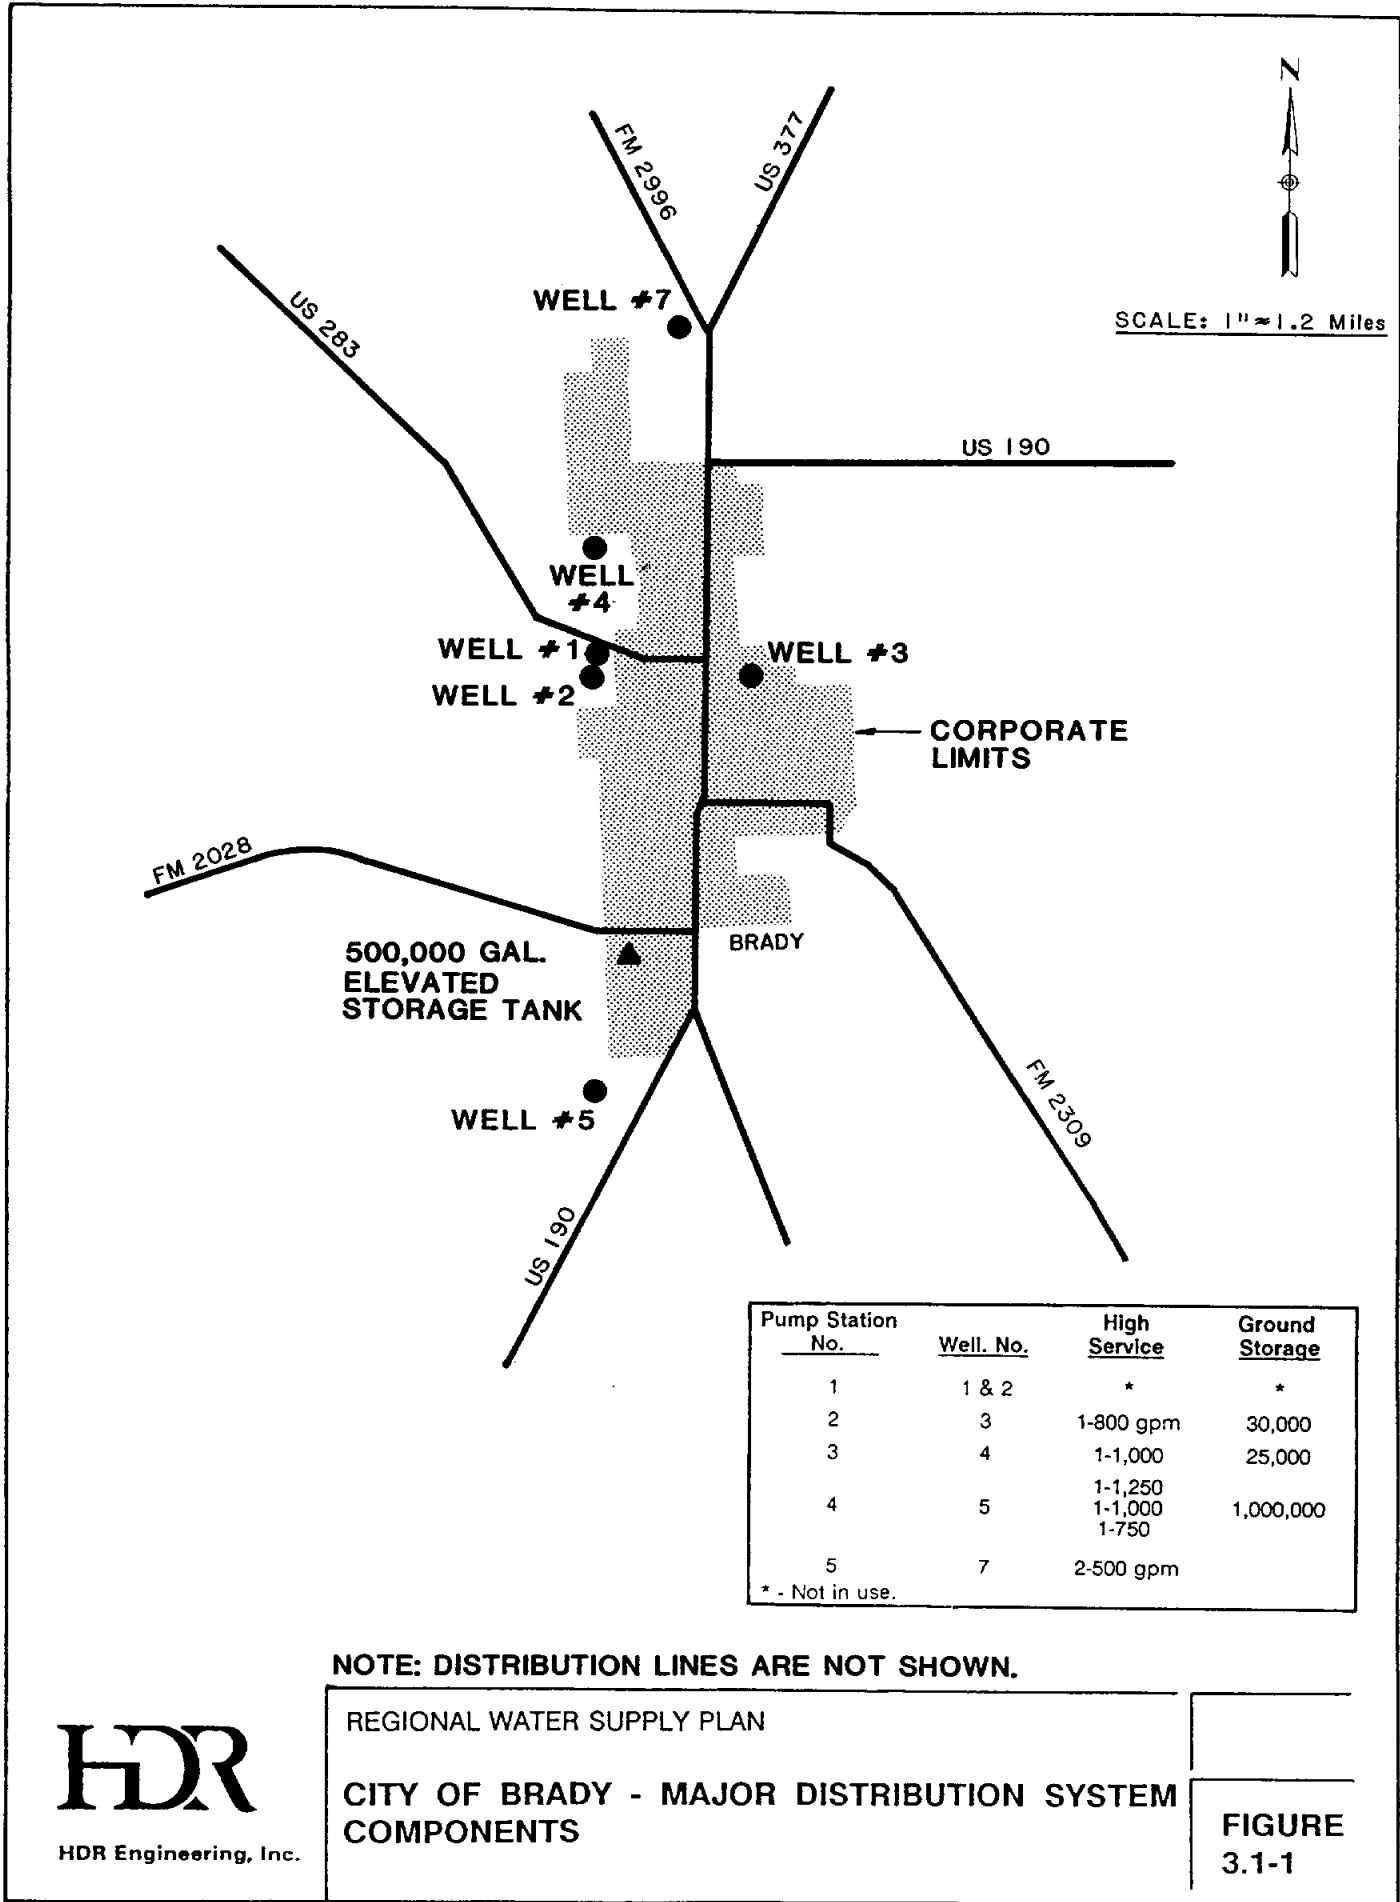 N
FM 2996
US 377
US 283
WELL #7
SCALE: 1"≈1.2 Miles
US 190
WELL
#4
WELL #1
WELL #2
WELL #3
CORPORATE
LIMITS
FM 2028
BRADY
500,000 GAL.
ELEVATED
STORAGE TANK
FM 2309
WELL #5
US 190
Pump Station No. Well. No. High Service Ground Storage
1 1 & 2 * *
2 3 1-800 gpm 30,000
3 4 1-1,000 25,000
1-1,250
4 5 1-1,000 1,000,000
1-750
5 7 2-500 gpm
* - Not in use.
NOTE: DISTRIBUTION LINES ARE NOT SHOWN.
HDR
HDR Engineering, Inc.
REGIONAL WATER SUPPLY PLAN
CITY OF BRADY - MAJOR DISTRIBUTION SYSTEM
COMPONENTS
FIGURE
3.1-1